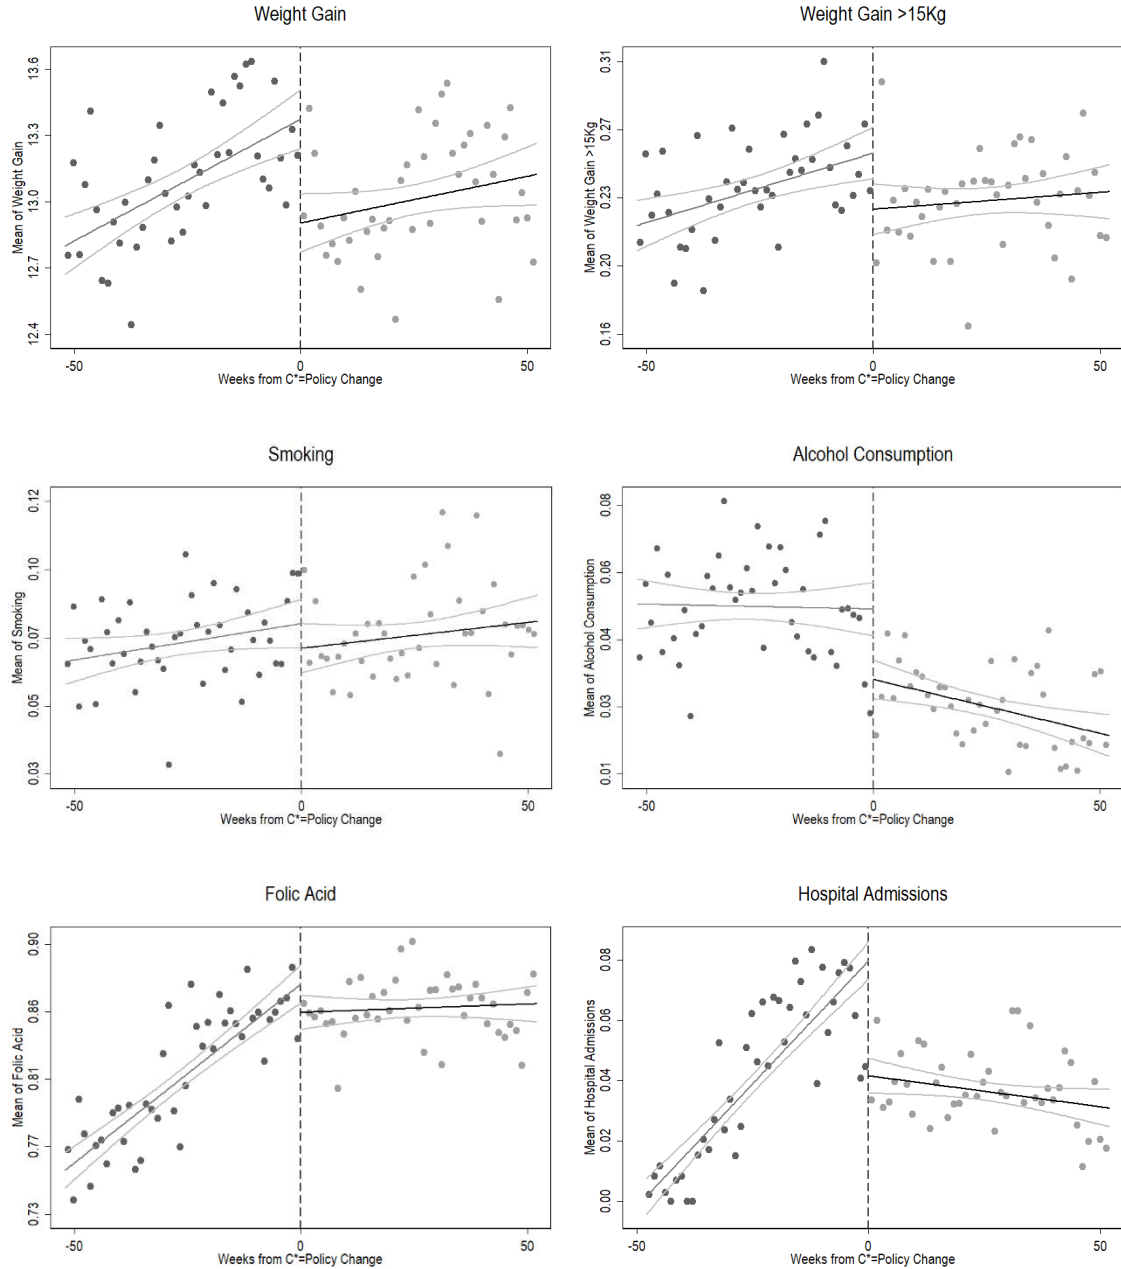 Weight Gain
Mean of Weight Gain
13.6
13.3
13.0
12.7
12.4
-50 0 50
Weeks from C*=Policy Change
Weight Gain >15Kg
Mean of Weight Gain >15Kg
0.31
0.27
0.23
0.20
0.16
-50 0 50
Weeks from C*=Policy Change
Smoking
Mean of Smoking
0.12
0.10
0.07
0.05
0.03
-50 0 50
Weeks from C*=Policy Change
Alcohol Consumption
Mean of Alcohol Consumption
0.08
0.06
0.05
0.03
0.01
-50 0 50
Weeks from C*=Policy Change
Folic Acid
Mean of Folic Acid
0.90
0.86
0.81
0.77
0.73
-50 0 50
Weeks from C*=Policy Change
Hospital Admissions
Mean of Hospital Admissions
0.08
0.06
0.04
0.02
0.00
-50 0 50
Weeks from C*=Policy Change